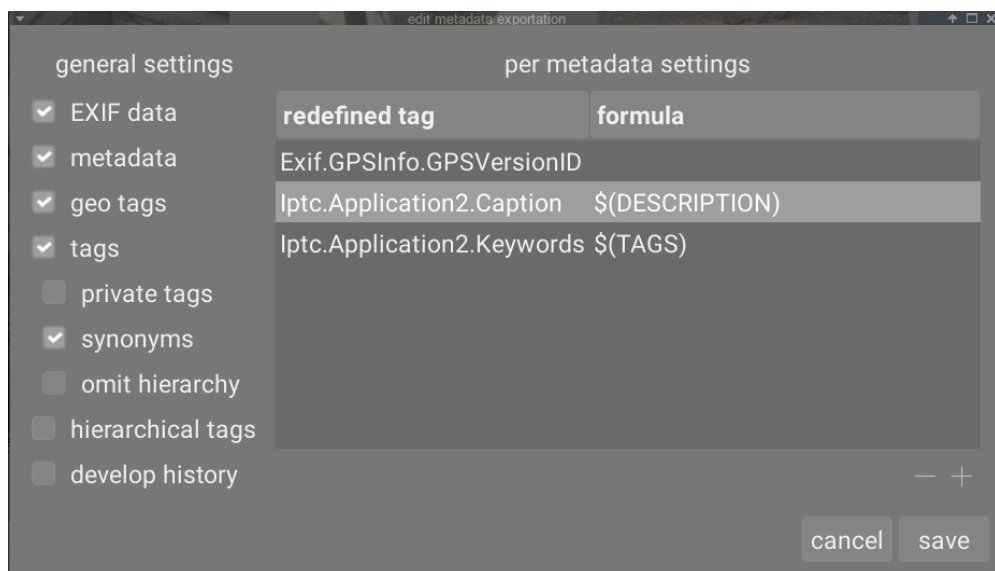 edit metadata exportation
general settings
per metadata settings
EXIF data
metadata
geo tags
tags
private tags
synonyms
omit hierarchy
hierarchical tags
develop history
redefined tag formula
Exif.GPSInfo.GPSVersionID
Iptc.Application2.Caption $(DESCRIPTION)
Iptc.Application2.Keywords $(TAGS)
cancel save